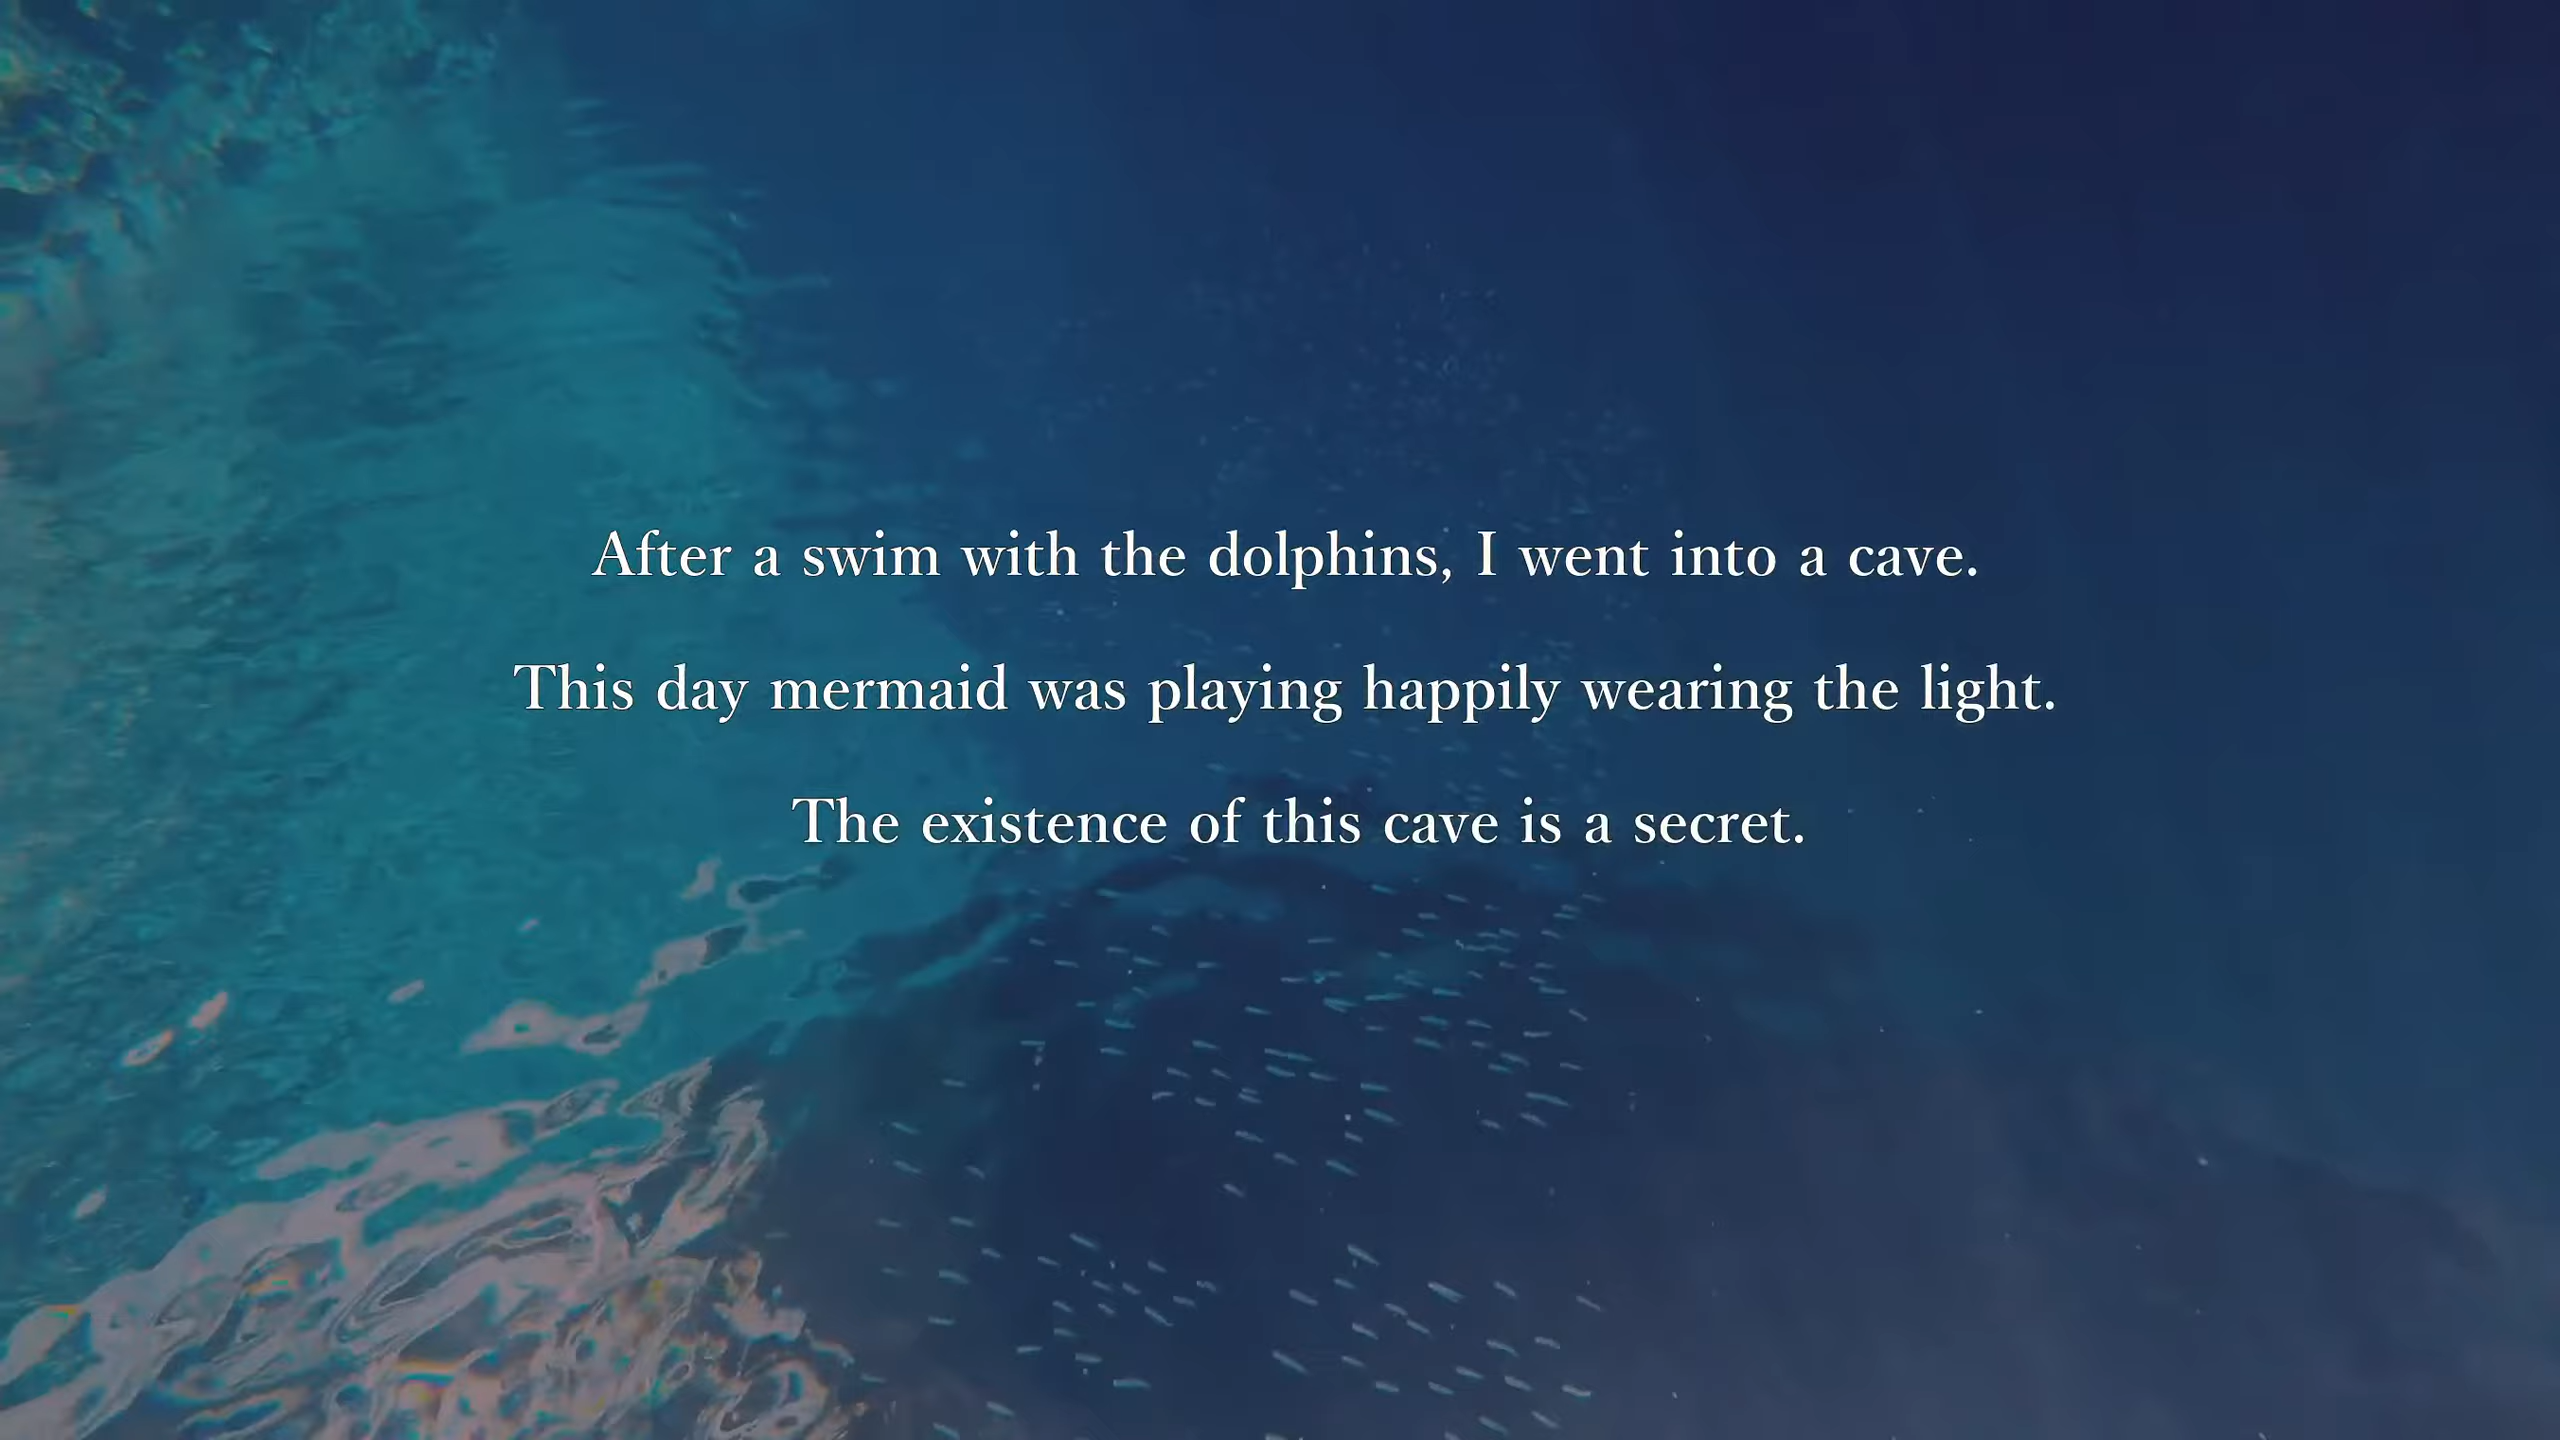 After a swim with the dolphins, I went into a cave.
This day mermaid was playing happily wearing the light.
The existence of this cave is a secret.